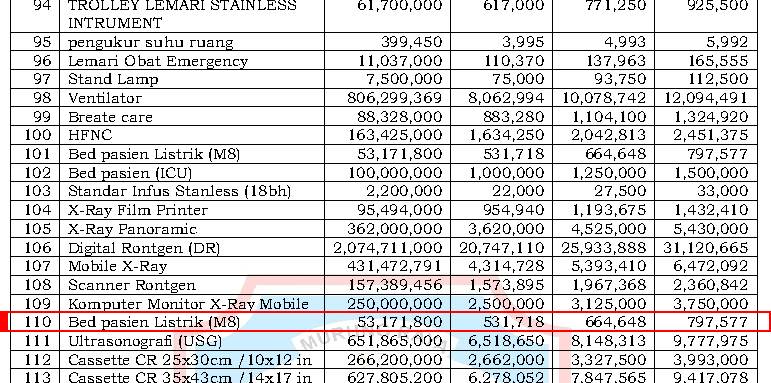 94 TROLLEY LEMARI STAINLESS 61,700,000 617,000 771,250 925,500
INTRUMENT
95 pengukur suhu ruang 399,450 3,995 4,993 5,992
96 Lemari Obat Emergency 11,037,000 110,370 137,963 165,555
97 Stand Lamp 7,500,000 75,000 93,750 112,500
98 Ventilator 806,299,369 8,062,994 10,078,742 12,094,491
99 Breate care 88,328,000 883,280 1,104,100 1,324,920
100 HFNC 163,425,000 1,634,250 2,042,813 2,451,375
101 Bed pasien Listrik (M8) 53,171,800 531,718 664,648 797,577
102 Bed pasien (ICU) 100,000,000 1,000,000 1,250,000 1,500,000
103 Standar Infus Stanless (18bh) 2,200,000 22,000 27,500 33,000
104 X-Ray Film Printer 95,494,000 954,940 1,193,675 1,432,410
105 X-Ray Panoramic 362,000,000 3,620,000 4,525,000 5,430,000
106 Digital Rontgen (DR) 2,074,711,000 20,747,110 25,933,888 31,120,665
107 Mobile X-Ray 431,472,791 4,314,728 5,393,410 6,472,092
108 Scanner Rontgen 157,389,456 1,573,895 1,967,368 2,360,842
109 Komputer Monitor X-Ray Mobile 250,000,000 2,500,000 3,125,000 3,750,000
110 Bed pasien Listrik (M8) 53,171,800 531,718 664,648 797,577
111 Ultrasonografi (USG) 651,865,000 6,518,650 8,148,313 9,777,975
112 Cassette CR 25x30cm /10x12 in 266,200,000 2,662,000 3,327,500 3,993,000
113 Cassette CR 35x43cm /14x17 in 627,805,200 6,278,052 7,847,565 9,417,078